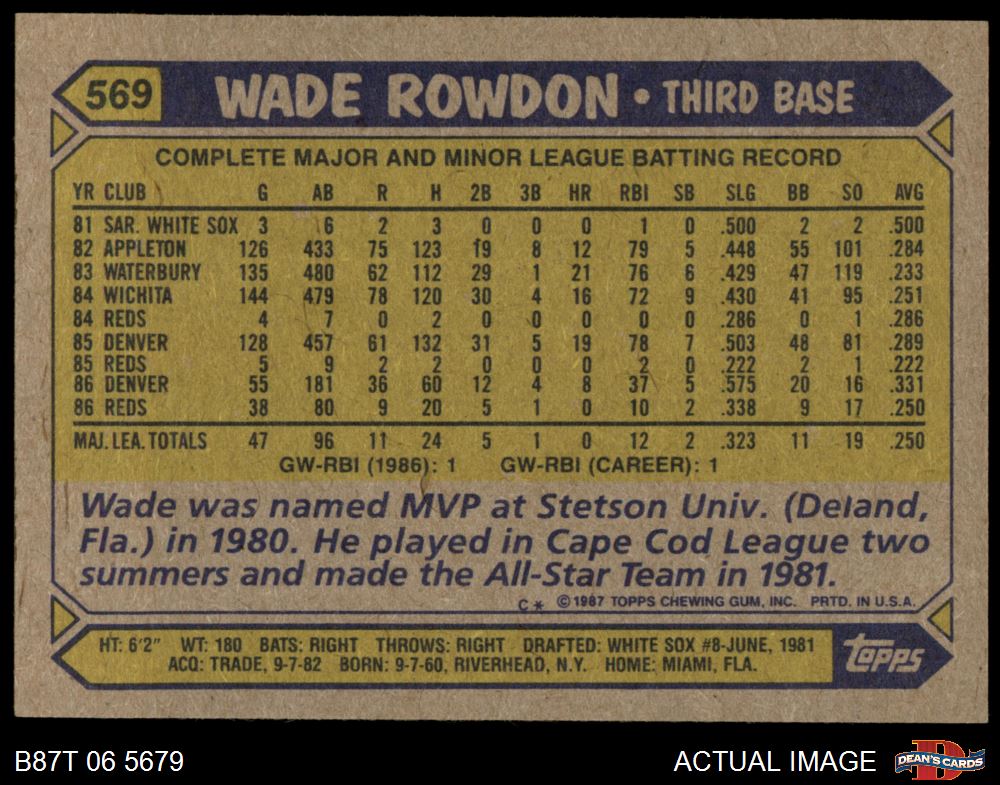 569 WADE ROWDON • THIRD BASE
COMPLETE MAJOR AND MINOR LEAGUE BATTING RECORD
YR CLUB G AB R H 2B 3B HR RBI SB SLG BB SO AVG
81 SAR. WHITE SOX 3 6 2 3 0 0 0 1 0 .500 2 2 .500
82 APPLETON 126 433 75 123 19 8 12 79 5 .448 55 101 .284
83 WATERBURY 135 480 62 112 29 1 21 76 6 .429 47 119 .233
84 WICHITA 144 479 78 120 30 4 16 72 9 .430 41 95 .251
84 REDS 4 7 0 2 0 0 0 0 0 .286 0 1 .286
85 DENVER 128 457 61 132 31 5 19 78 7 .503 48 81 .289
85 REDS 5 9 2 2 0 0 0 2 0 .222 2 1 .222
86 DENVER 55 181 36 60 12 4 8 37 5 .575 20 16 .331
86 REDS 38 80 9 20 5 1 0 10 2 .338 9 17 .250
MAJ. LEA. TOTALS 47 96 11 24 5 1 0 12 2 .323 11 19 .250
GW-RBI (1986): 1 GW-RBI (CAREER): 1
Wade was named MVP at Stetson Univ. (Deland,
Fla.) in 1980. He played in Cape Cod League two
summers and made the All-Star Team in 1981.
C* ©1987 TOPPS CHEWING GUM, INC. PRTD. IN U.S.A.
HT: 6'2" WT: 180 BATS: RIGHT THROWS: RIGHT DRAFTED: WHITE SOX #8-JUNE, 1981
ACQ: TRADE, 9-7-82 BORN: 9-7-60, RIVERHEAD, N.Y. HOME: MIAMI, FLA.
Topps
B87T 06 5679 ACTUAL IMAGE
D
DEAN'S CARDS